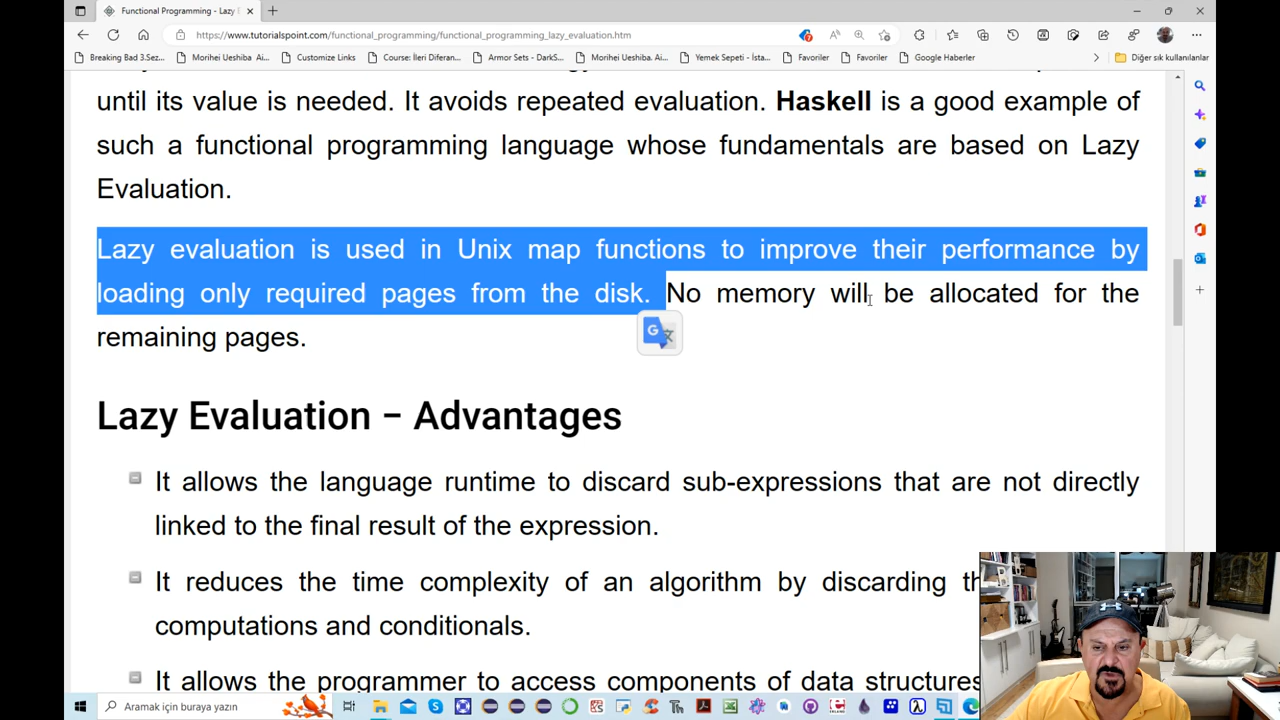 Functional Programming - Lazy E
https://www.tutorialspoint.com/functional_programming/functional_programming_lazy_evaluation.htm
Breaking Bad 3.Sez...
Morihei Ueshiba Ai...
Customize Links
Course: İleri Diferan...
Armor Sets - DarkS...
Morihei Ueshiba. Ai...
Yemek Sepeti - İsta...
Favoriler
Favoriler
Google Haberler
Diğer sık kullanılanlar
until its value is needed. It avoids repeated evaluation. Haskell is a good example of
such a functional programming language whose fundamentals are based on Lazy
Evaluation.
Lazy evaluation is used in Unix map functions to improve their performance by
loading only required pages from the disk. No memory will be allocated for the
remaining pages.
Lazy Evaluation − Advantages
It allows the language runtime to discard sub-expressions that are not directly
linked to the final result of the expression.
It reduces the time complexity of an algorithm by discarding th
computations and conditionals.
It allows the programmer to access components of data structures
Aramak için buraya yazın